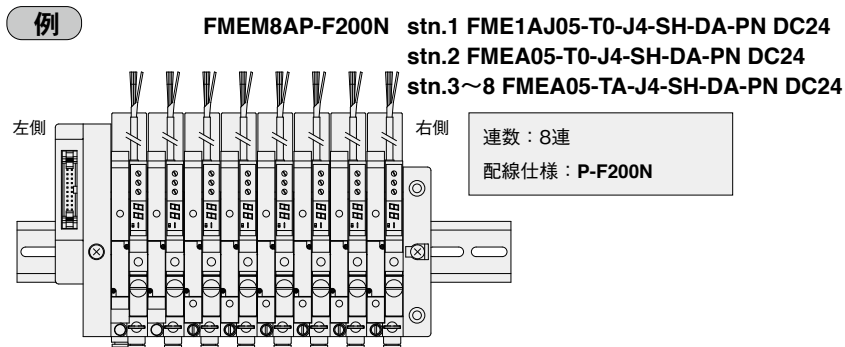 例
FMEM8AP-F200N stn.1 FME1AJ05-T0-J4-SH-DA-PN DC24
stn.2 FMEA05-T0-J4-SH-DA-PN DC24
stn.3〜8 FMEA05-TA-J4-SH-DA-PN DC24
左側
右側
連数：8連
配線仕様：P-F200N